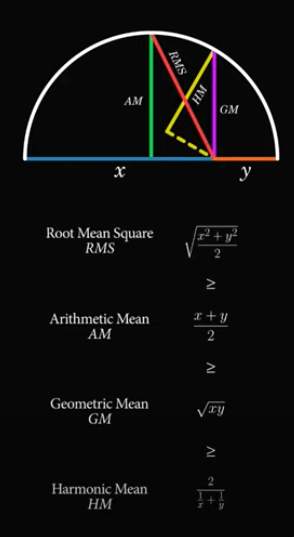 RMS
AM
HM
GM
x
y
Root Mean Square
RMS
√((x² + y²)/2)
≥
Arithmetic Mean
AM
(x + y)/2
≥
Geometric Mean
GM
√(xy)
≥
Harmonic Mean
HM
2/(1/x + 1/y)